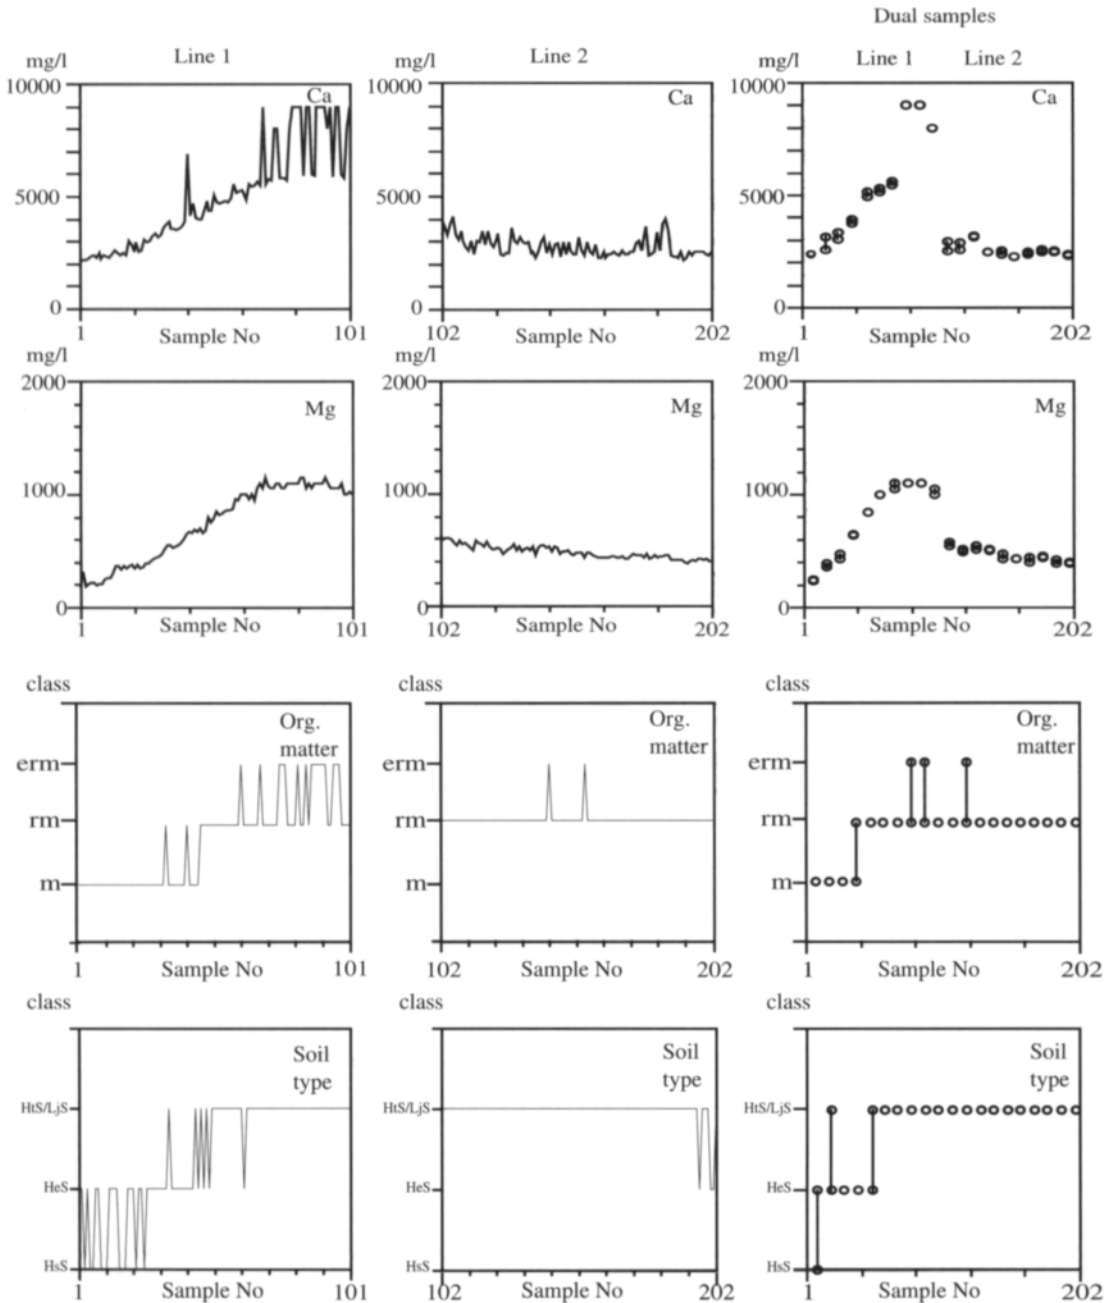 Dual samples
mg/l Line 1 mg/l Line 2 mg/l Line 1 Line 2
10000 Ca 10000 Ca 10000 Ca
5000 5000 5000
0 0 0
1 Sample No 101 102 Sample No 202 1 Sample No 202
mg/l mg/l mg/l
2000 Mg 2000 Mg 2000 Mg
1000 1000 1000
0 0 0
1 Sample No 101 102 Sample No 202 1 Sample No 202
class class class
Org. Org. Org.
matter matter matter
erm erm erm
rm rm rm
m m m
1 Sample No 101 102 Sample No 202 1 Sample No 202
class class class
Soil Soil Soil
type type type
HtS/LjS HtS/LjS HtS/LjS
HeS HeS HeS
HsS HsS HsS
1 Sample No 101 102 Sample No 202 1 Sample No 202